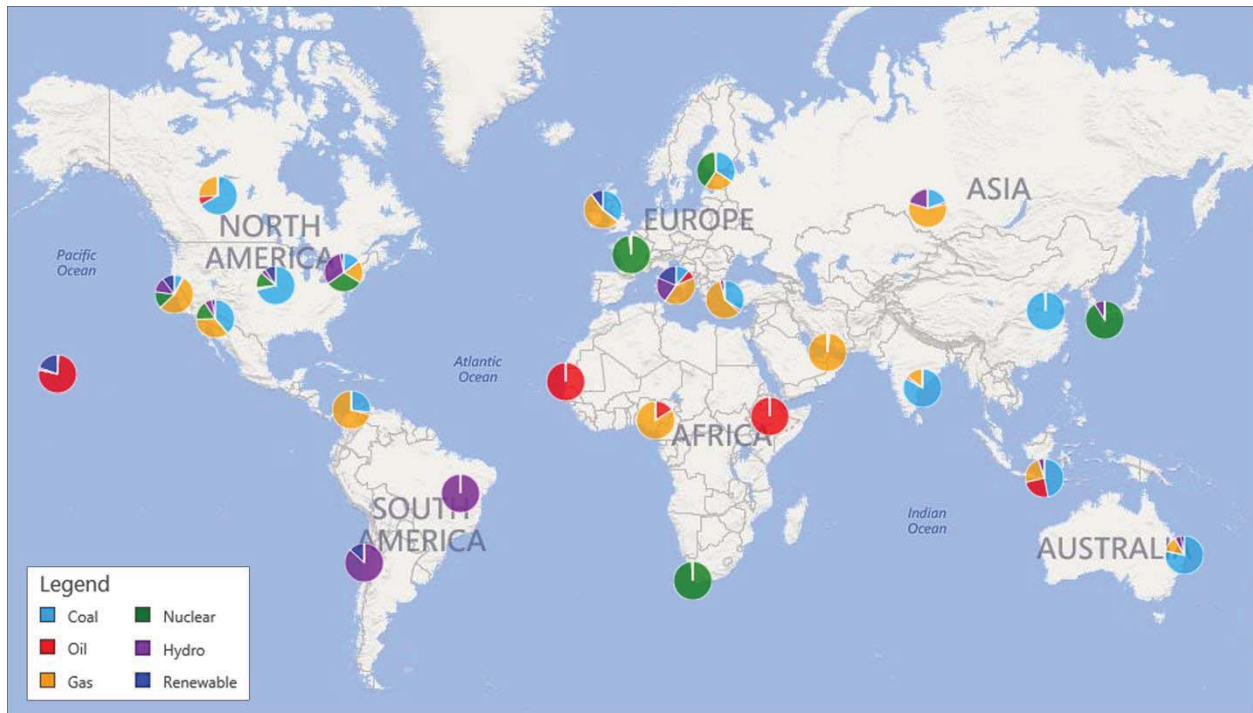 ASIA
EUROPE
NORTH
AMERICA
Pacific
Ocean
Atlantic
Ocean
AFRICA
SOUTH
AMERICA
Indian
Ocean
AUSTRALIA
Legend
Coal
Nuclear
Oil
Hydro
Gas
Renewable